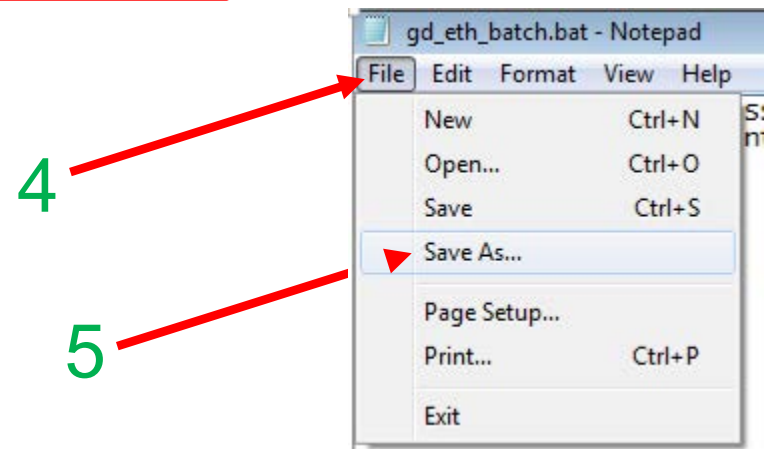 gd_eth_batch.bat - Notepad
File Edit Format View Help
New Ctrl+N
4
Open... Ctrl+O
Save Ctrl+S
Save As...
Page Setup...
5
Print... Ctrl+P
Exit